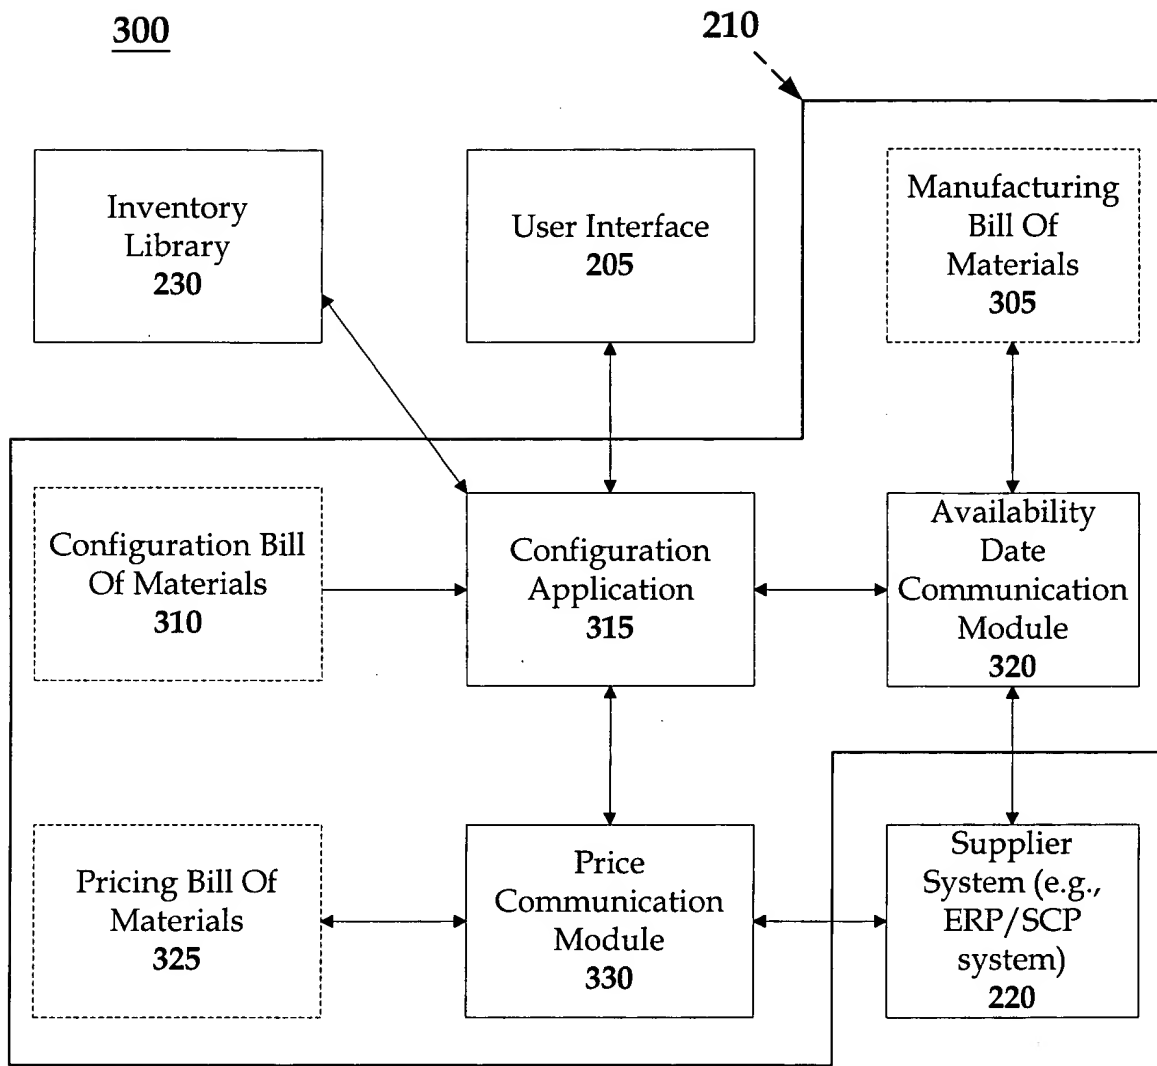 300
210
Inventory
Library
230
User Interface
205
Manufacturing
Bill Of
Materials
305
Configuration Bill
Of Materials
310
Configuration
Application
315
Availability
Date
Communication
Module
320
Pricing Bill Of
Materials
325
Price
Communication
Module
330
Supplier
System (e.g.,
ERP/SCP
system)
220